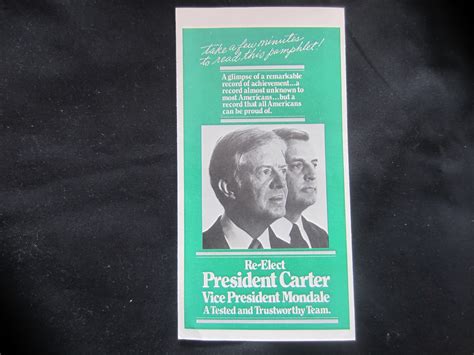 take a few minutes
to read this pamphlet!
A glimpse of a remarkable
record of achievement...a
record almost unknown to
most Americans...but a
record that all Americans
can be proud of.
Re-Elect
President Carter
Vice President Mondale
A Tested and Trustworthy Team.